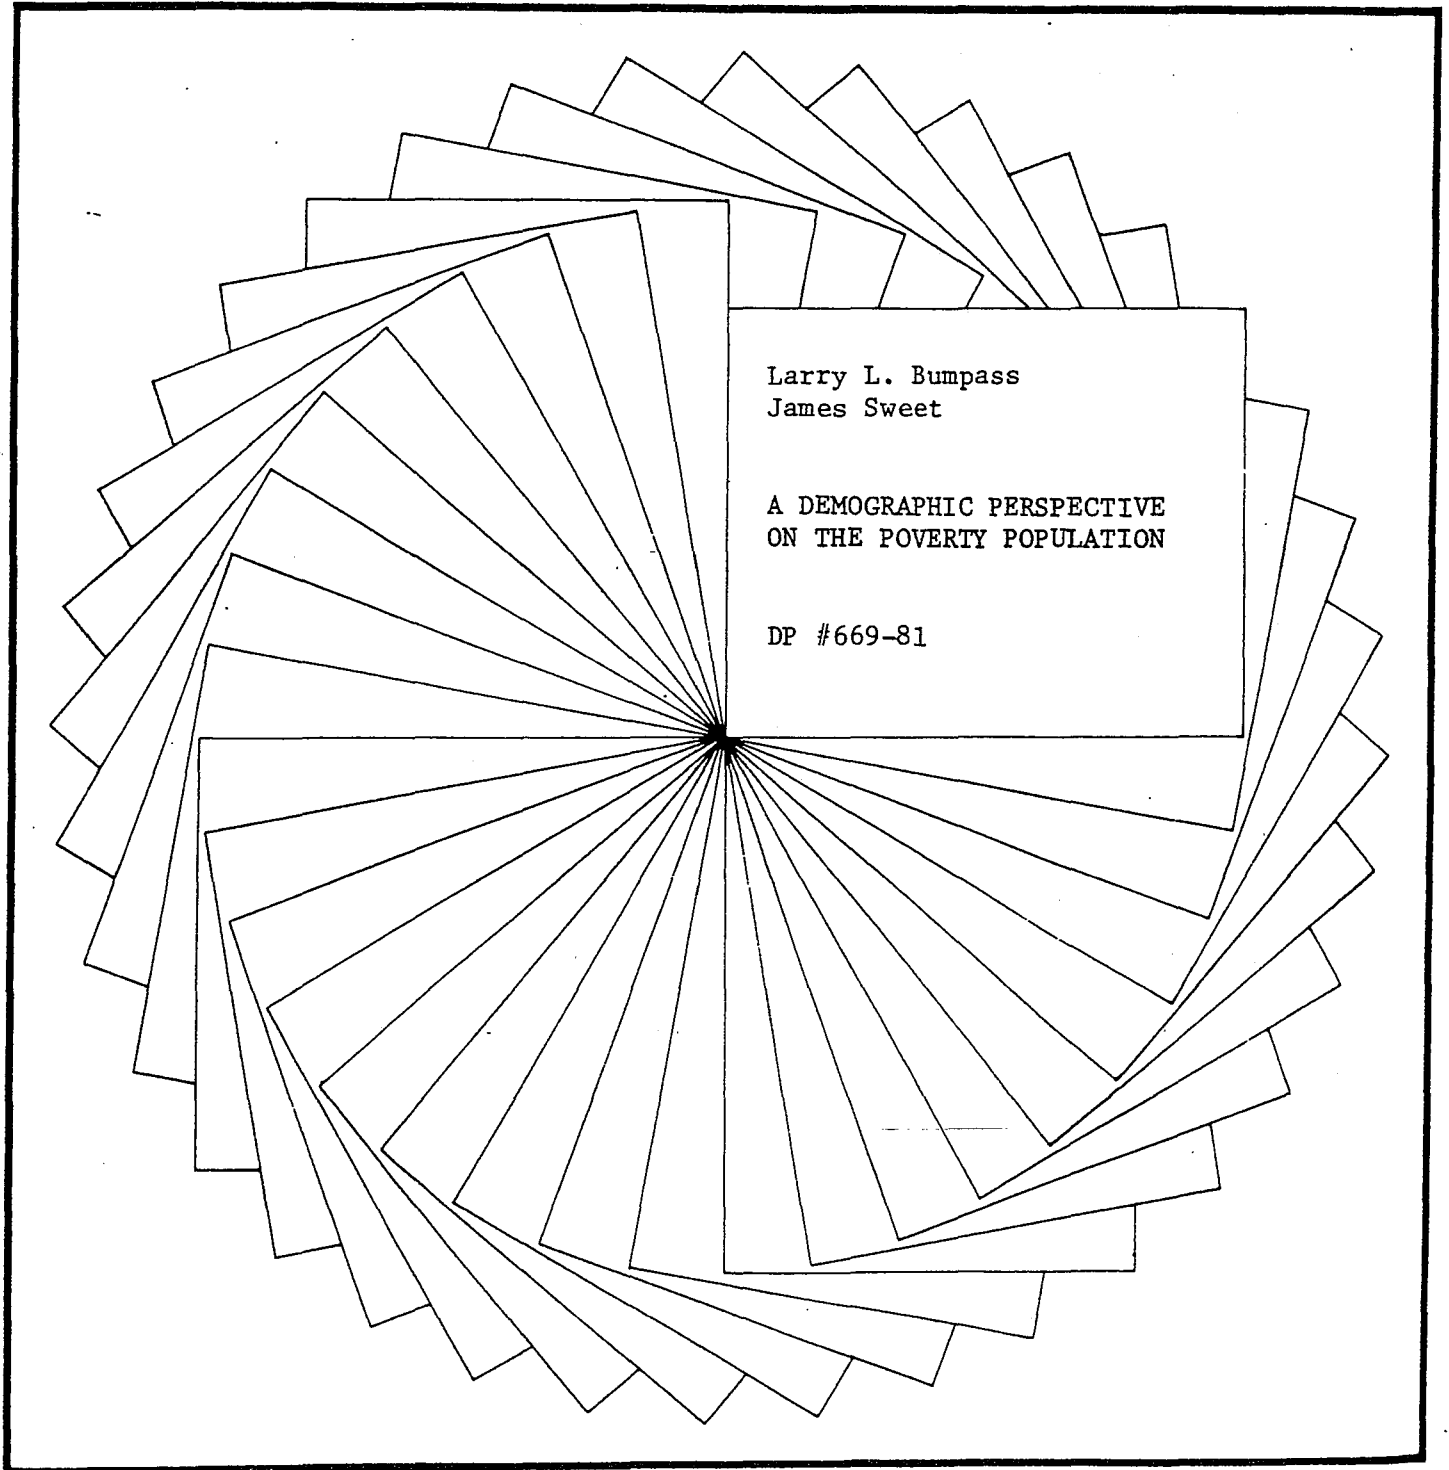 Larry L. Bumpass
James Sweet
A DEMOGRAPHIC PERSPECTIVE
ON THE POVERTY POPULATION
DP #669-81